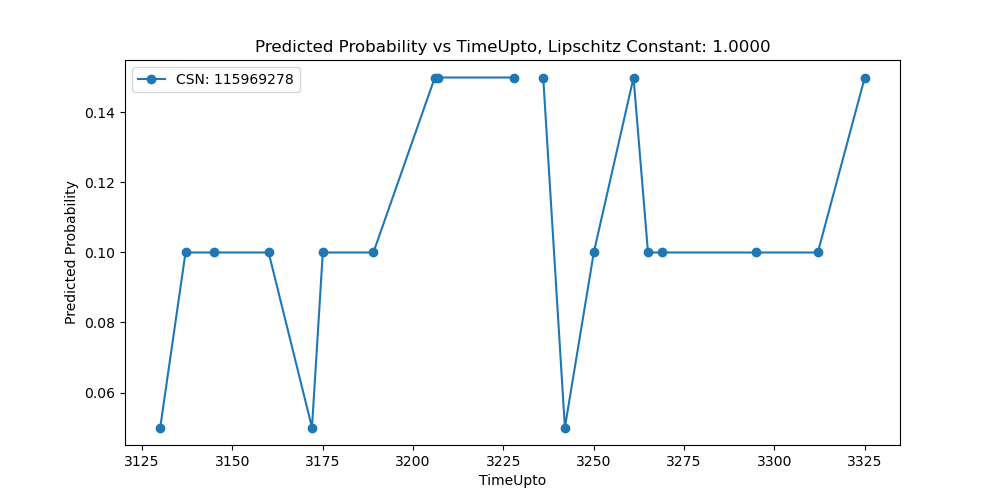 Predicted Probability vs TimeUpto, Lipschitz Constant: 1.0000
CSN: 115969278
Predicted Probability
0.14
0.12
0.10
0.08
0.06
3125 3150 3175 3200 3225 3250 3275 3300 3325
TimeUpto